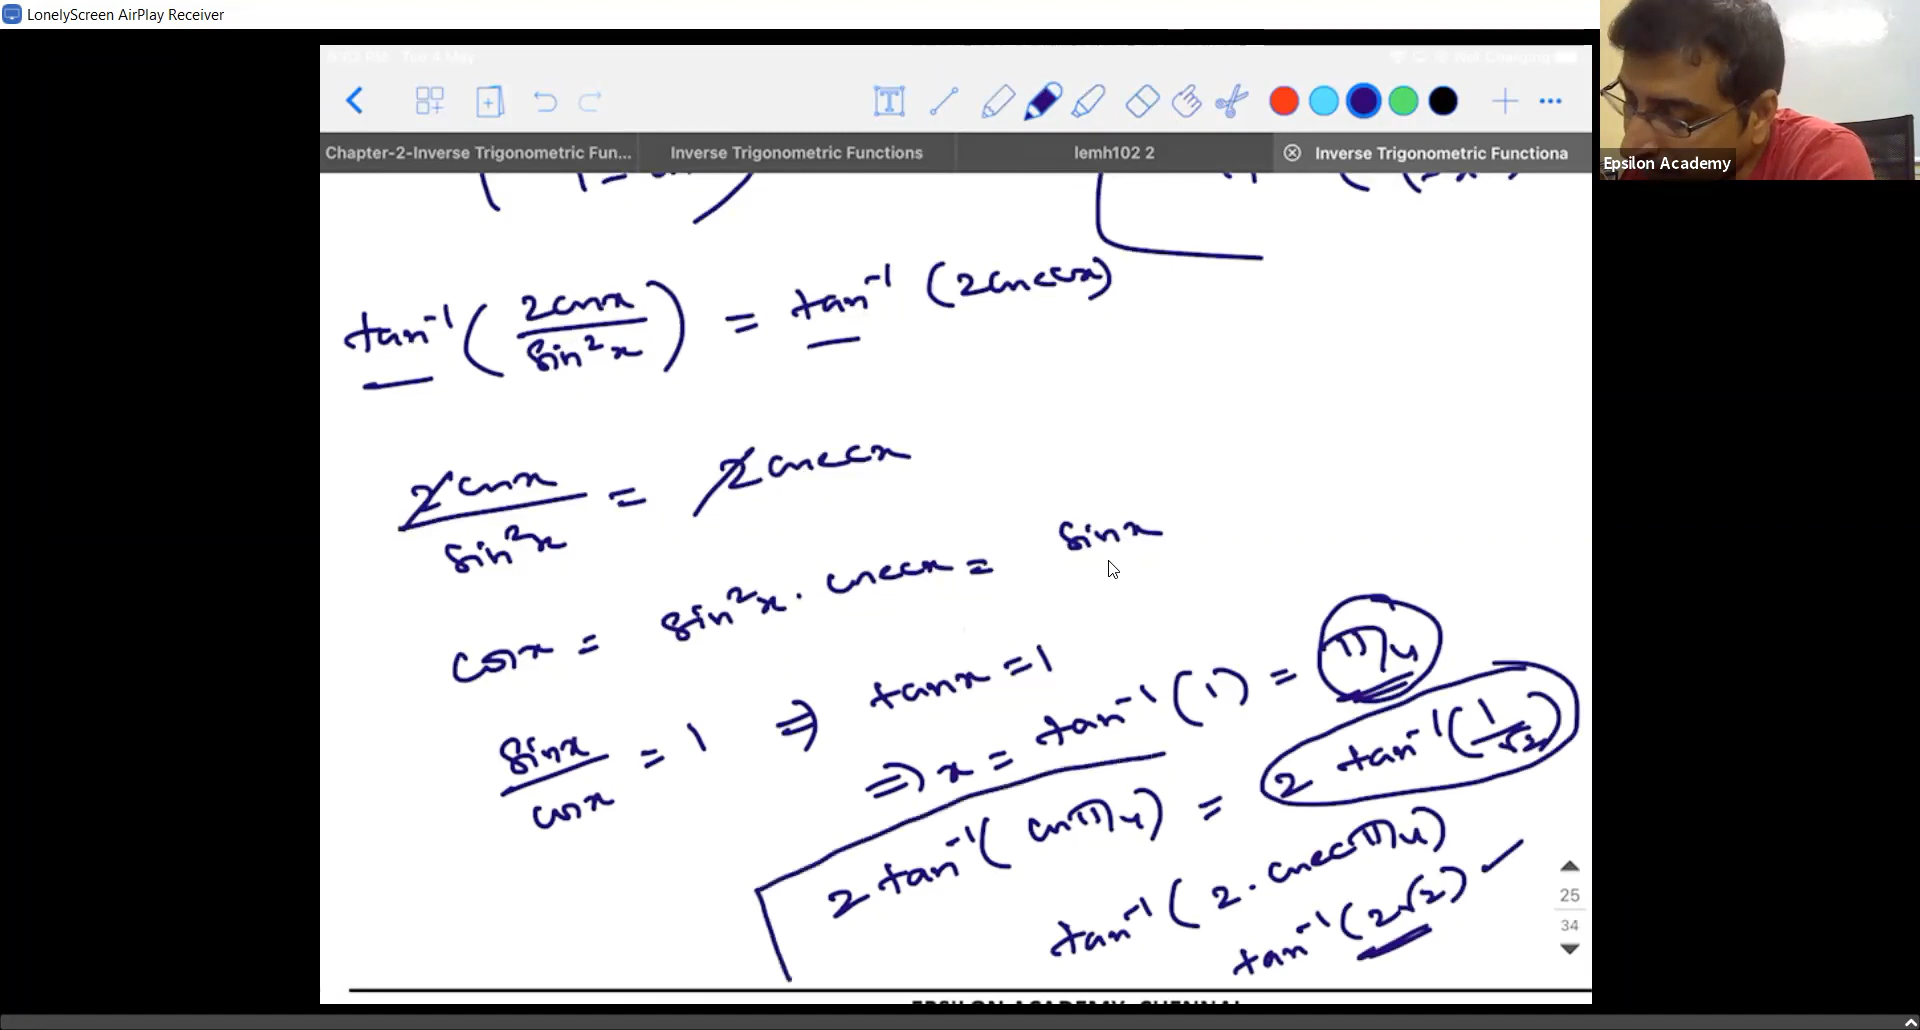 LonelyScreen AirPlay Receiver
Epsilon Academy
Chapter-2-Inverse Trigonometric Fun...
Inverse Trigonometric Functions
lemh102 2
Inverse Trigonometric Functiona
tan⁻¹ ( 2cosx / sin²x ) = tan⁻¹ (2cosecx)
2cosx / sin²x = 2cosecx
cosx = sin²x . cosecx = sinx
sinx / cosx = 1 ⇒ tanx = 1
⇒ x = tan⁻¹ (1) = π/4
2 tan⁻¹ ( cosπ/4 ) = 2 tan⁻¹ ( 1/√2 )
tan⁻¹ ( 2 . cosecπ/4 )
tan⁻¹ ( 2√2 ) ✓
25
34